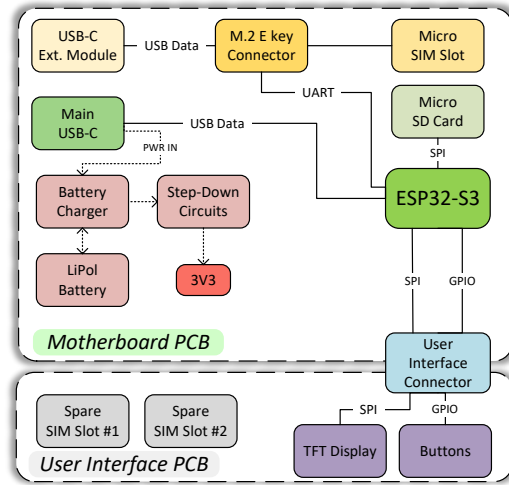 USB-C
Ext. Module
USB Data
M.2 E key
Connector
Micro
SIM Slot
UART
Main
USB-C
USB Data
Micro
SD Card
PWR IN
SPI
Battery
Charger
Step-Down
Circuits
ESP32-S3
LiPol
Battery
3V3
SPI
GPIO
Motherboard PCB
User
Interface
Connector
Spare
SIM Slot #1
Spare
SIM Slot #2
SPI
GPIO
TFT Display
Buttons
User Interface PCB